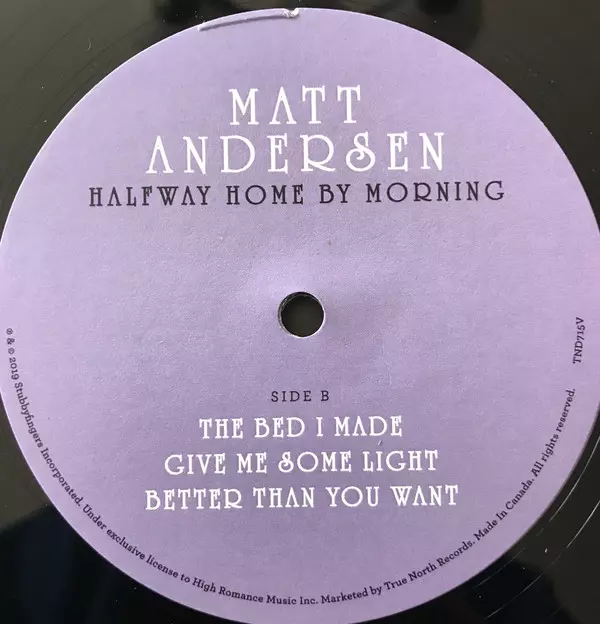 MATT
ANDERSEN
HALFWAY HOME BY MORNING
SIDE B
THE BED I MADE
GIVE ME SOME LIGHT
BETTER THAN YOU WANT
TND715V
℗ & © 2019 Stubbyfingers Incorporated. Under exclusive license to High Romance Music Inc. Marketed by True North Records. Made In Canada. All rights reserved.